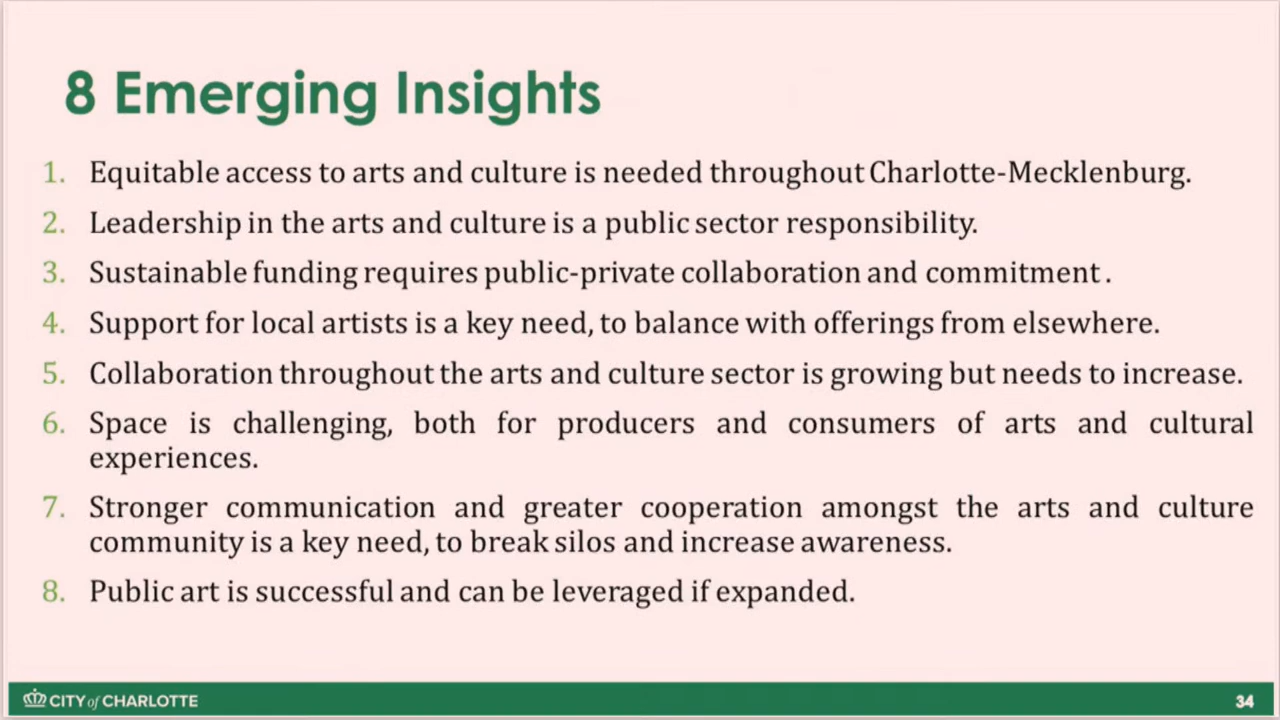 8 Emerging Insights
1. Equitable access to arts and culture is needed throughout Charlotte-Mecklenburg.
2. Leadership in the arts and culture is a public sector responsibility.
3. Sustainable funding requires public-private collaboration and commitment.
4. Support for local artists is a key need, to balance with offerings from elsewhere.
5. Collaboration throughout the arts and culture sector is growing but needs to increase.
6. Space is challenging, both for producers and consumers of arts and cultural
experiences.
7. Stronger communication and greater cooperation amongst the arts and culture
community is a key need, to break silos and increase awareness.
8. Public art is successful and can be leveraged if expanded.
CITY of CHARLOTTE
34